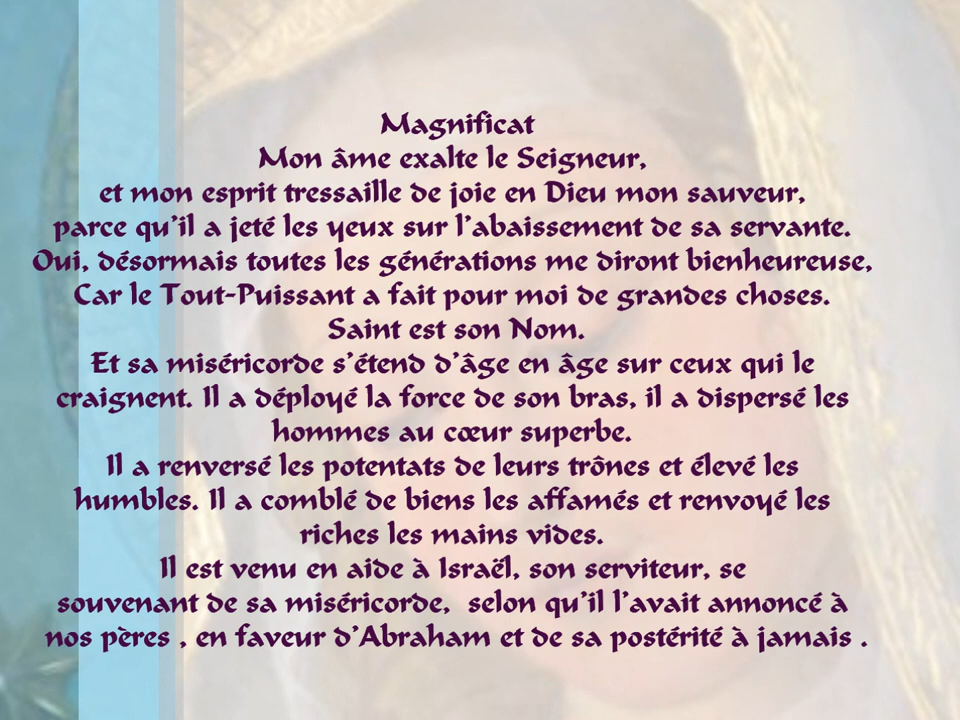 Magnificat
Mon âme exalte le Seigneur,
et mon esprit tressaille de joie en Dieu mon sauveur,
parce qu'il a jeté les yeux sur l'abaissement de sa servante.
Oui, désormais toutes les générations me diront bienheureuse,
Car le Tout-Puissant a fait pour moi de grandes choses.
Saint est son Nom.
Et sa miséricorde s'étend d'âge en âge sur ceux qui le
craignent. Il a déployé la force de son bras, il a dispersé les
hommes au cœur superbe.
Il a renversé les potentats de leurs trônes et élevé les
humbles. Il a comblé de biens les affamés et renvoyé les
riches les mains vides.
Il est venu en aide à Israël, son serviteur, se
souvenant de sa miséricorde,  selon qu'il l'avait annoncé à
nos pères , en faveur d'Abraham et de sa postérité à jamais .